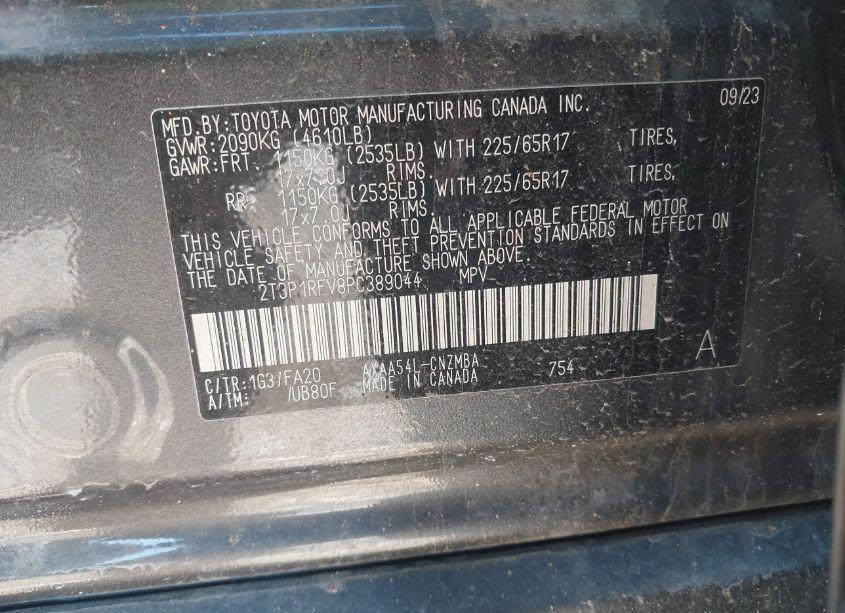 MFD.BY:TOYOTA MOTOR MANUFACTURING CANADA INC. 09/23
GVWR:2090KG (4610LB)
GAWR:FRT. 1150KG (2535LB) WITH 225/65R17 TIRES,
17x7.0J RIMS.
RR. 1150KG (2535LB) WITH 225/65R17 TIRES,
17x7.0J RIMS.
THIS VEHICLE CONFORMS TO ALL APPLICABLE FEDERAL MOTOR
VEHICLE SAFETY AND THEFT PREVENTION STANDARDS IN EFFECT ON
THE DATE OF MANUFACTURE SHOWN ABOVE.
2T3P1RFV8PC389044 MPV
A
C/TR:1G3/FA20 AXAA54L-CNZMBA 754
A/TM: /UB80F MADE IN CANADA